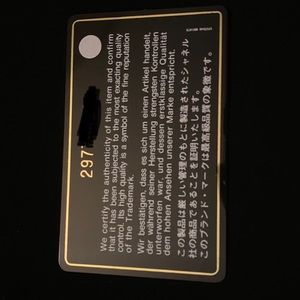 297
We certify the authenticity of this item and confirm
that it has been subjected to the most exacting quality
control. Its high quality is a symbol of the fine reputation
of the Trademark.
Wir bestätigen, dass es sich um einen Artikel handelt,
der während seiner Herstellung strengsten Kontrollen
unterworfen war, und dessen erstklassige Qualität
dem hohen Ansehen unserer Marke entspricht.
この製品は厳しい管理のもとに製造されたシャネル
社の商品であることを証明いたします。
このブランド・マークは最高級品質の象徴です。